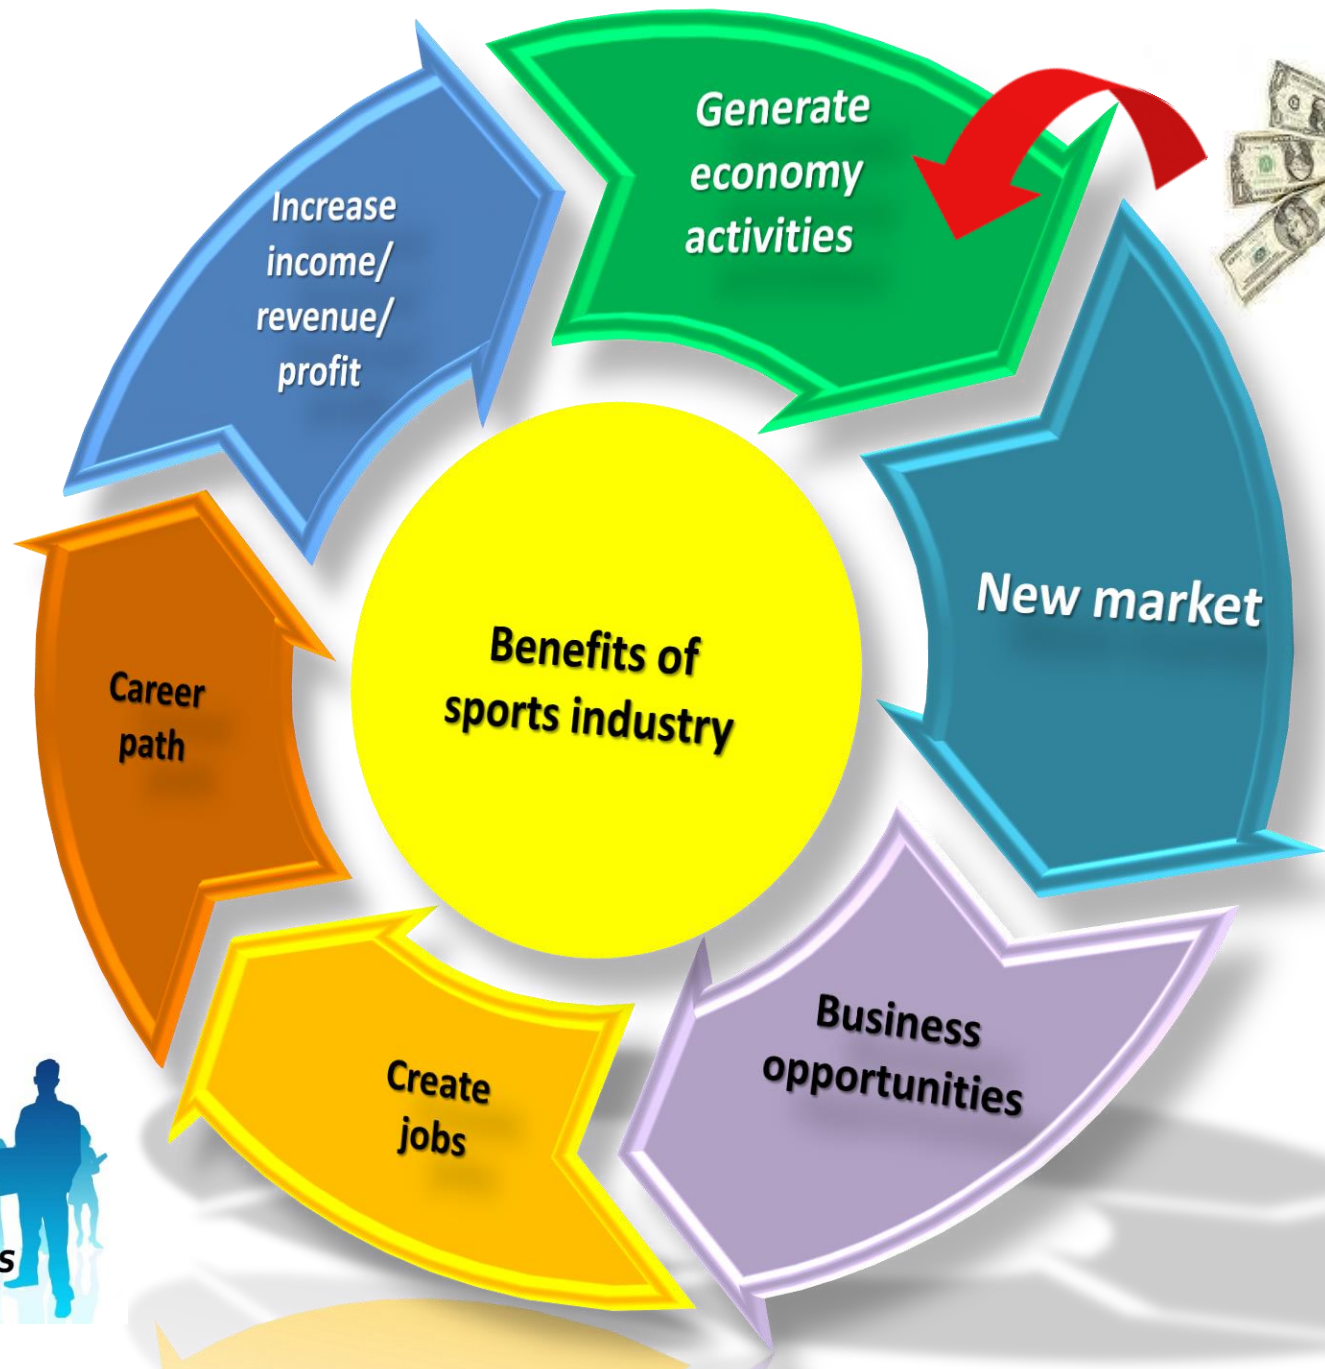 Generate
economy
activities
New market
Business
opportunities
Create
jobs
Career
path
Increase
income/
revenue/
profit
Benefits of
sports industry